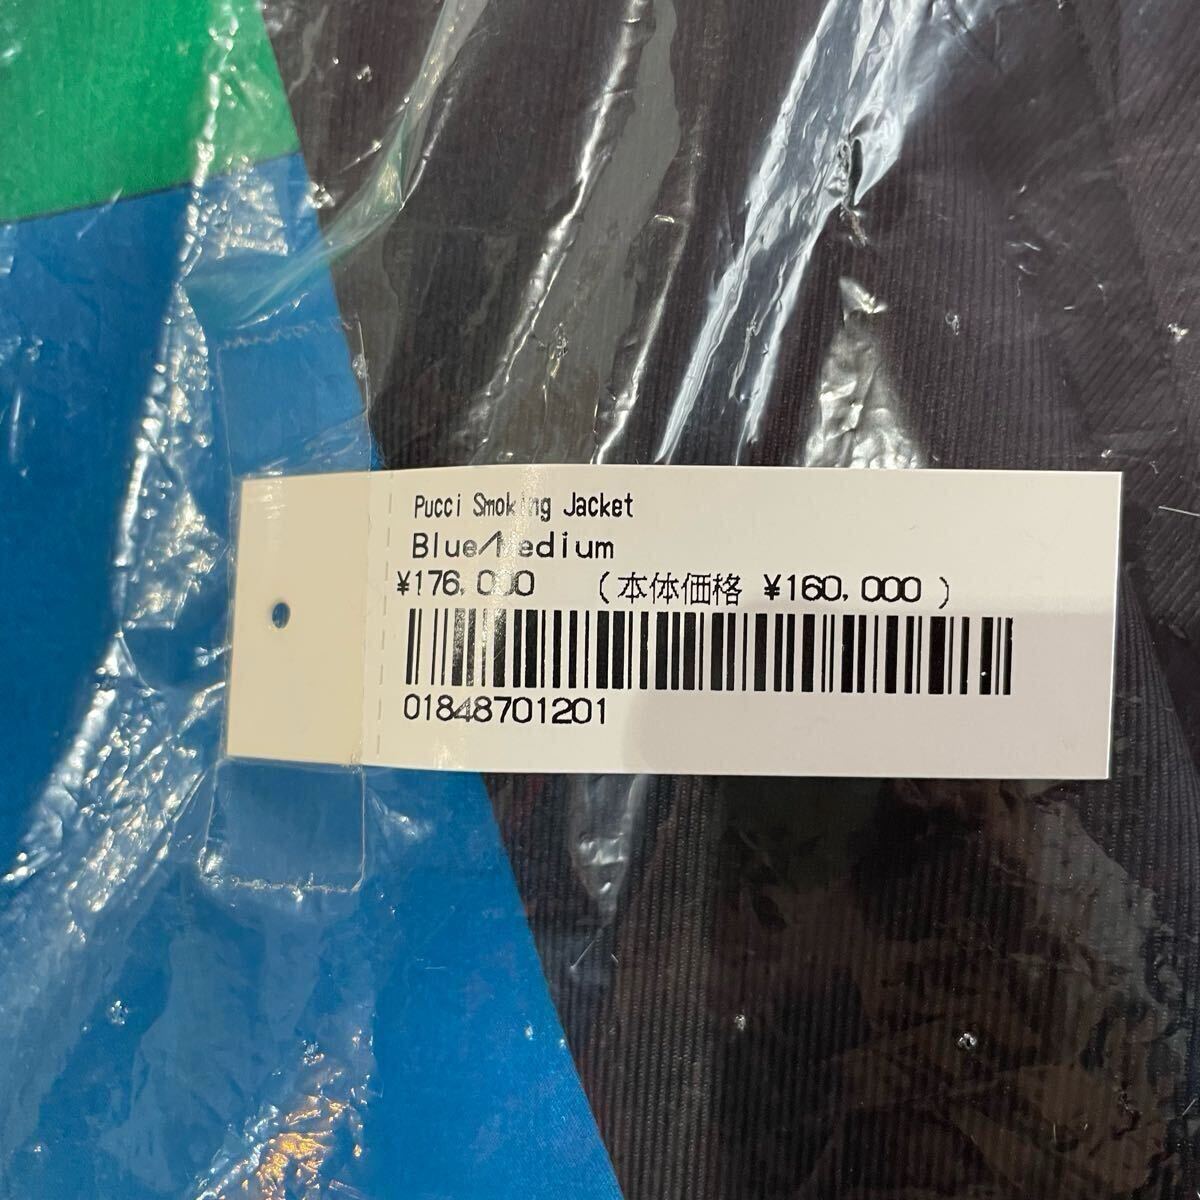 Pucci Smoking Jacket
Blue/Medium
¥176,000 (本体価格 ¥160,000 )
01848701201